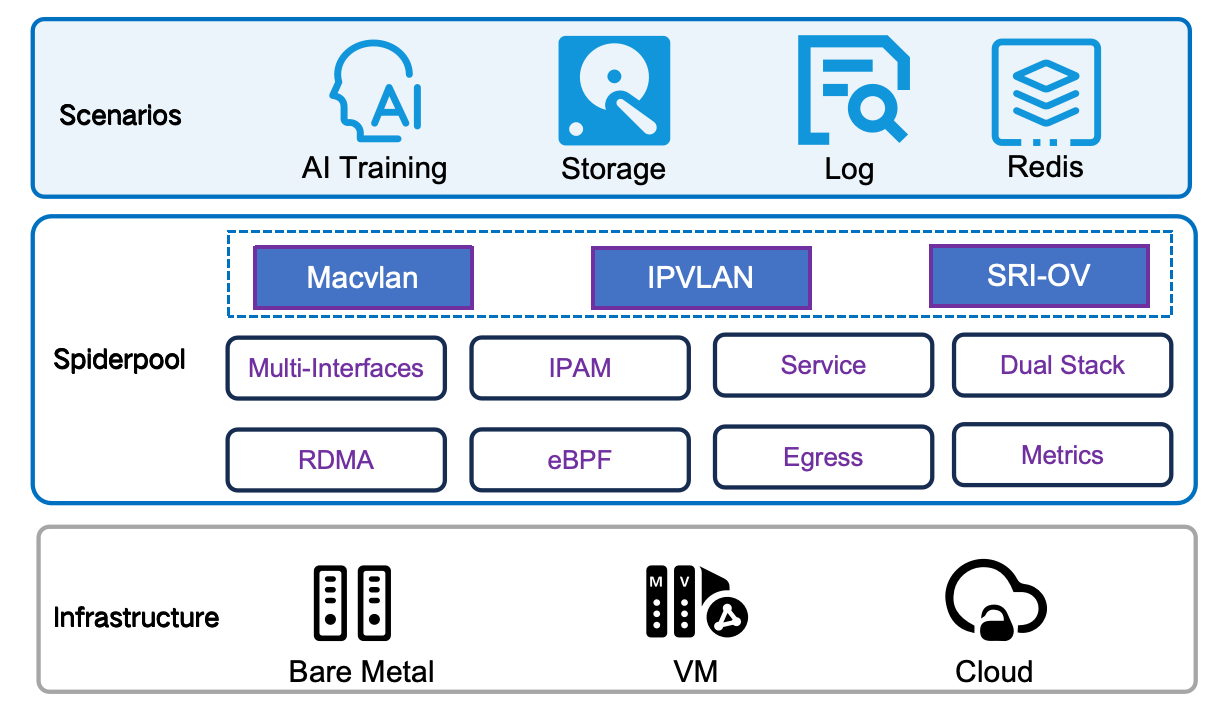 Scenarios
AI
AI Training
Storage
Log
Redis
Spiderpool
Macvlan
IPVLAN
SRI-OV
Multi-Interfaces
IPAM
Service
Dual Stack
RDMA
eBPF
Egress
Metrics
Infrastructure
M V
Bare Metal
VM
Cloud